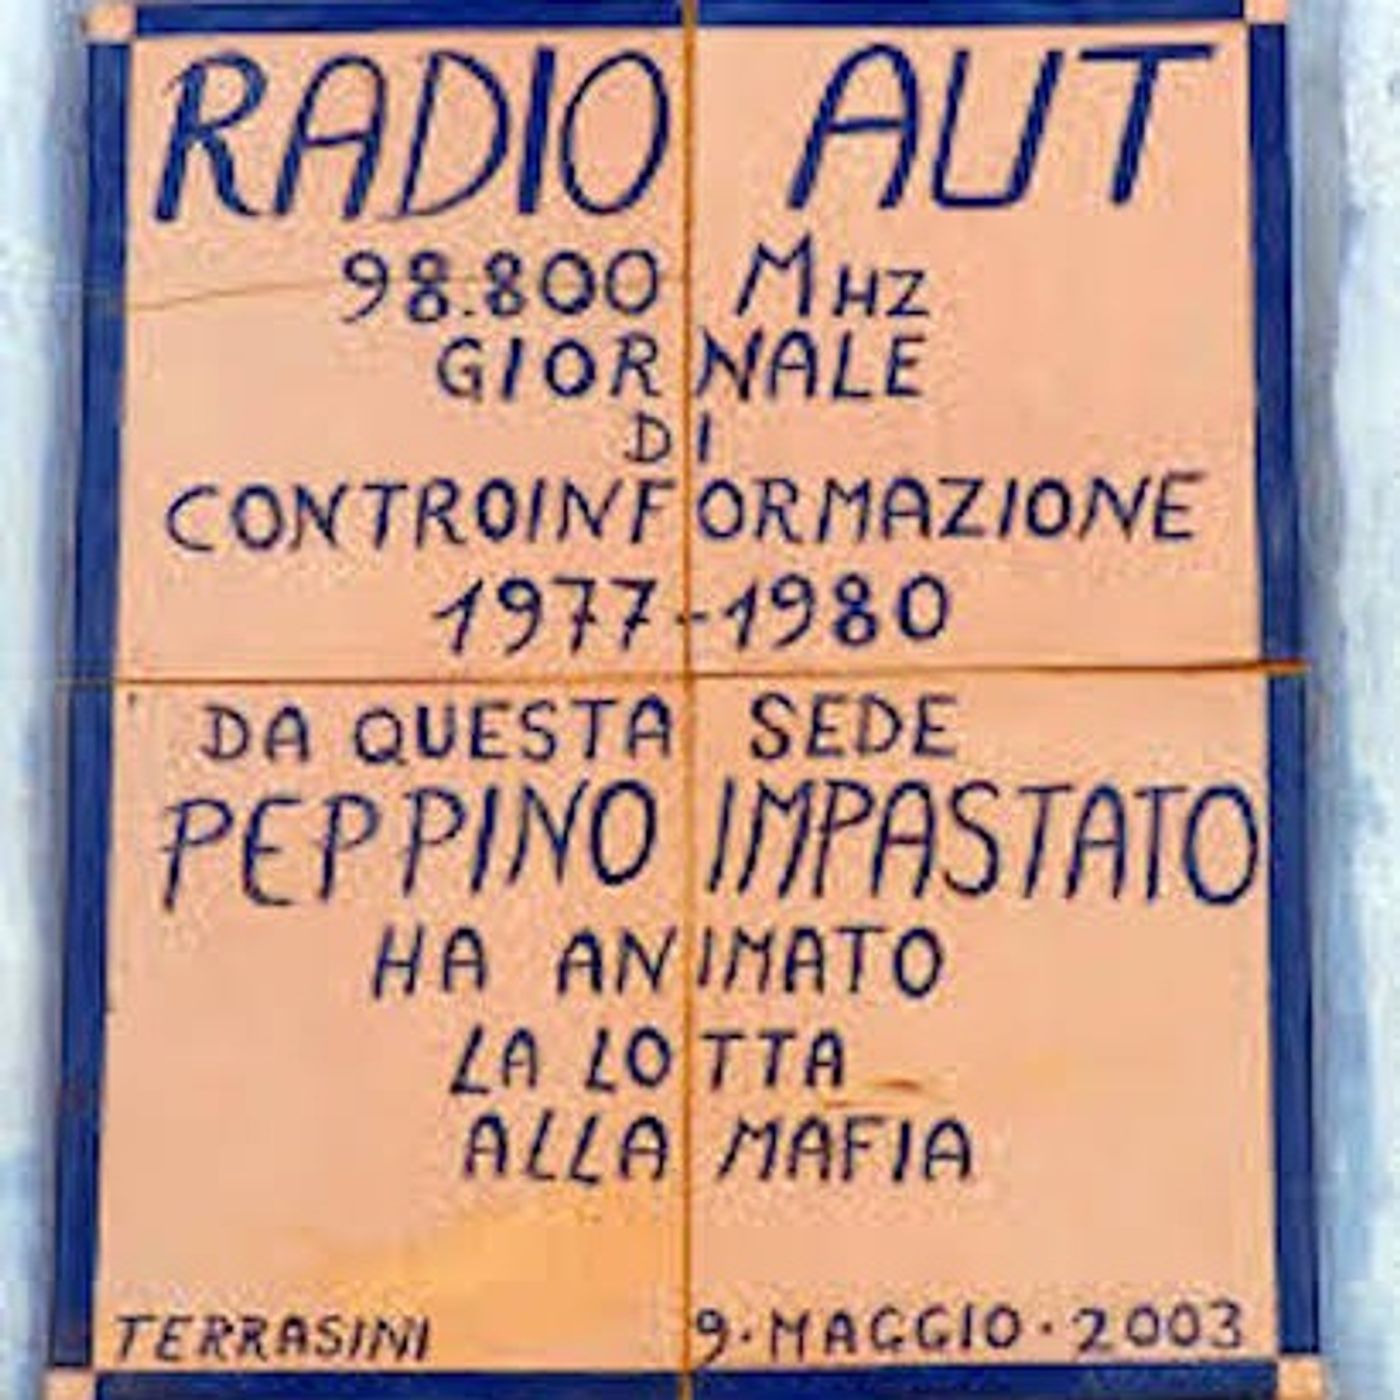 RADIO AUT
98.800 MHZ
GIORNALE
DI
CONTROINFORMAZIONE
1977-1980
DA QUESTA SEDE
PEPPINO IMPASTATO
HA ANIMATO
LA LOTTA
ALLA MAFIA
TERRASINI 9·MAGGIO·2003